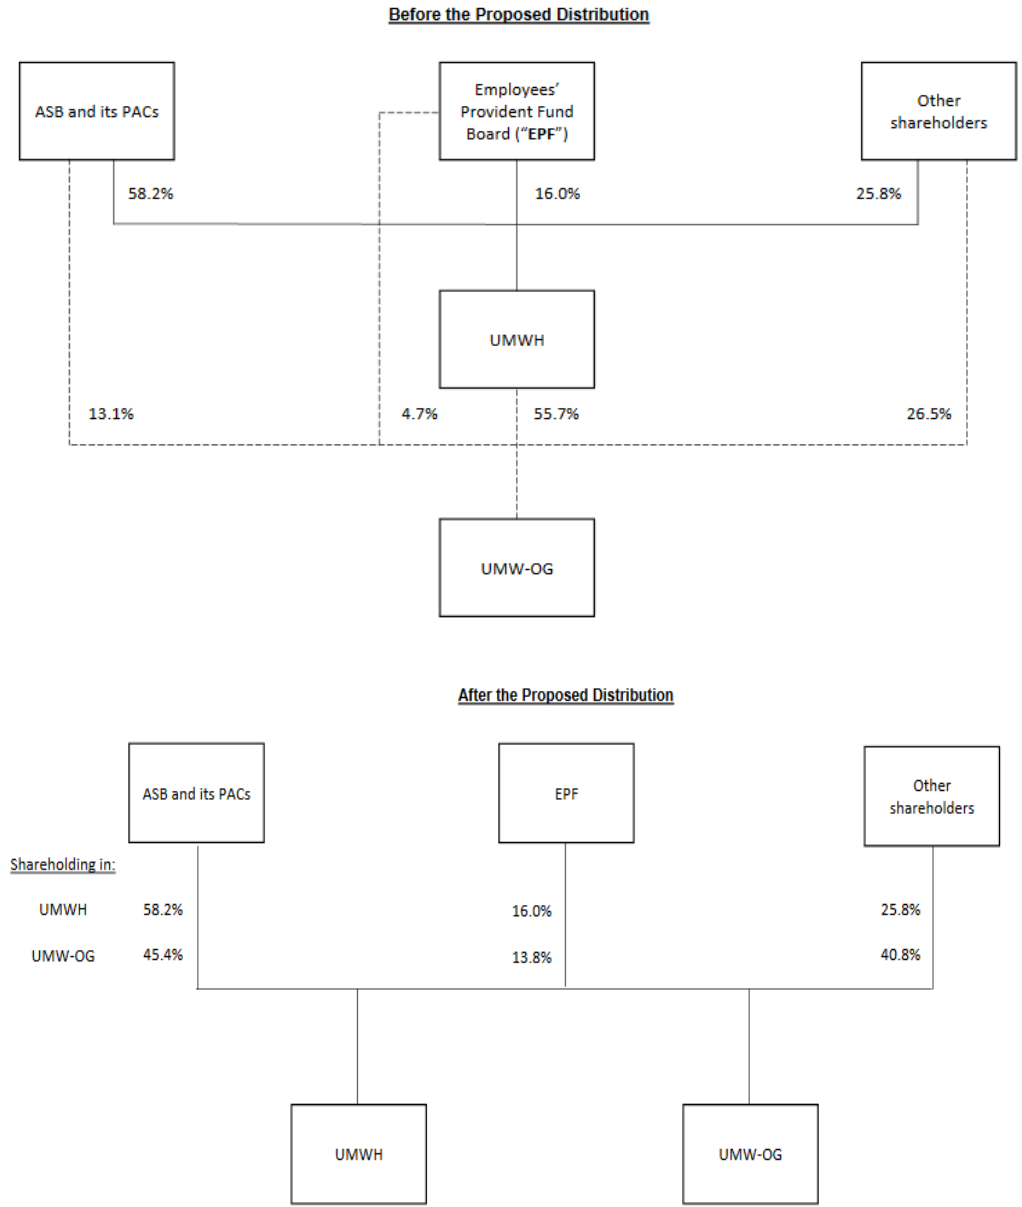 Before the Proposed Distribution
ASB and its PACs
Employees’
Provident Fund
Board (“EPF”)
Other
shareholders
58.2%
16.0%
25.8%
UMWH
13.1%
4.7%
55.7%
26.5%
UMW-OG
After the Proposed Distribution
ASB and its PACs
EPF
Other
shareholders
Shareholding in:
UMWH 58.2% 16.0% 25.8%
UMW-OG 45.4% 13.8% 40.8%
UMWH
UMW-OG